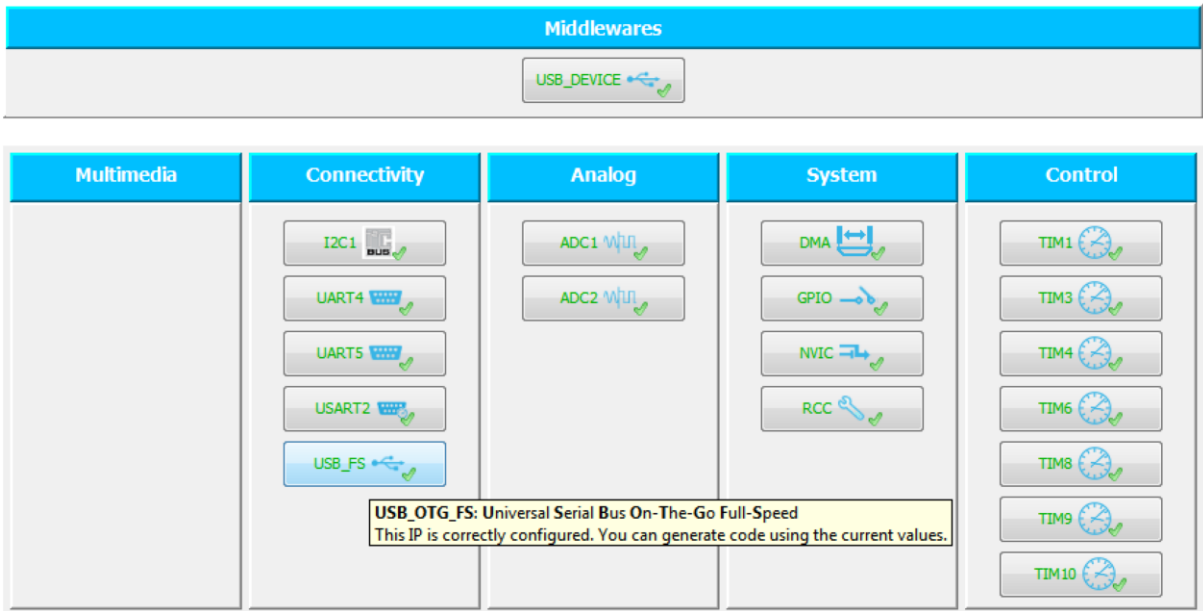 Middlewares
USB_DEVICE
Multimedia
Connectivity
Analog
System
Control
I2C1
BUS
UART4
UART5
USART2
USB_FS
ADC1
ADC2
DMA
GPIO
NVIC
RCC
TIM1
TIM3
TIM4
TIM6
TIM8
TIM9
TIM10
USB_OTG_FS: Universal Serial Bus On-The-Go Full-Speed
This IP is correctly configured. You can generate code using the current values.